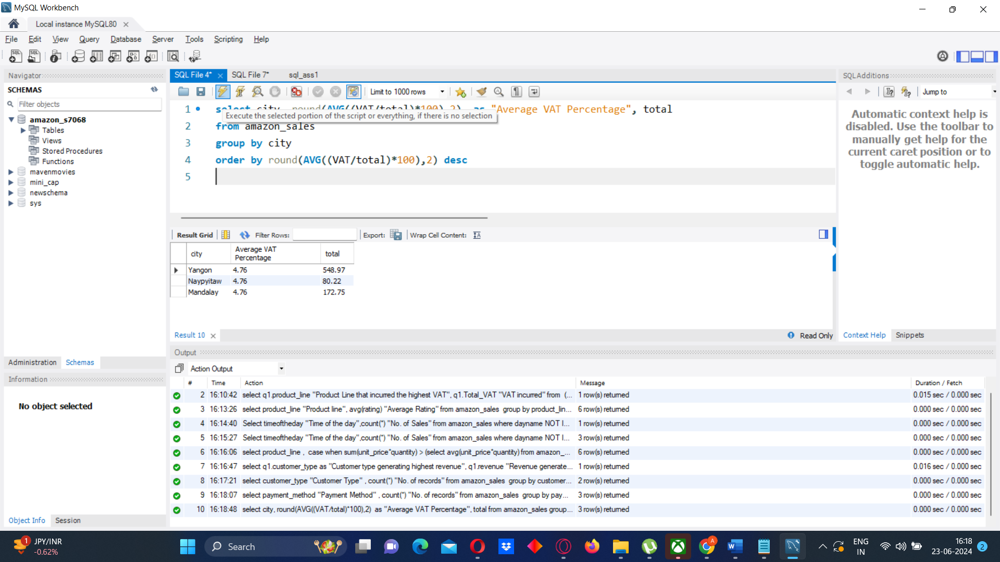 MySQL Workbench
Local instance MySQL80
File Edit View Query Database Server Tools Scripting Help
Navigator
SCHEMAS
Filter objects
amazon_s7068
Tables
Views
Stored Procedures
Functions
mavenmovies
mini_cap
newschema
sys
Administration Schemas
Information
No object selected
Object Info Session
SQL File 4* SQL File 7* sql_ass1
Limit to 1000 rows
1 select city, round(AVG((VAT/total)*100),2) as "Average VAT Percentage", total
Execute the selected portion of the script or everything, if there is no selection
2 from amazon_sales
3 group by city
4 order by round(AVG((VAT/total)*100),2) desc
5
Result Grid Filter Rows: Export: Wrap Cell Content:
city Average VAT Percentage total
Yangon 4.76 548.97
Naypyitaw 4.76 80.22
Mandalay 4.76 172.75
Result 10 Read Only
SQLAdditions
Jump to
Automatic context help is
disabled. Use the toolbar to
manually get help for the
current caret position or to
toggle automatic help.
Context Help Snippets
Output
Action Output
# Time Action Message Duration / Fetch
2 16:10:42 select q1.product_line "Product Line that incurred the highest VAT", q1.Total_VAT "VAT incurred" from (... 1 row(s) returned 0.015 sec / 0.000 sec
3 16:13:26 select product_line "Product line", avg(rating) "Average Rating" from amazon_sales group by product_lin... 6 row(s) returned 0.000 sec / 0.000 sec
4 16:14:40 Select timeoftheday "Time of the day",count(*) "No. of Sales" from amazon_sales where dayname NOT I... 1 row(s) returned 0.000 sec / 0.000 sec
5 16:15:27 Select timeoftheday "Time of the day",count(*) "No. of Sales" from amazon_sales where dayname NOT I... 3 row(s) returned 0.000 sec / 0.000 sec
6 16:16:06 select product_line , case when sum(unit_price*quantity) > (select avg(unit_price*quantity) from amazon_... 6 row(s) returned 0.000 sec / 0.000 sec
7 16:16:47 select q1.customer_type as "Customer type generating highest revenue", q1.revenue "Revenue generate... 1 row(s) returned 0.016 sec / 0.000 sec
8 16:17:21 select customer_type "Customer Type" , count(*) "No. of records" from amazon_sales group by customer... 2 row(s) returned 0.000 sec / 0.000 sec
9 16:18:07 select payment_method "Payment Method" , count(*) "No. of records" from amazon_sales group by pay... 3 row(s) returned 0.000 sec / 0.000 sec
10 16:18:48 select city, round(AVG((VAT/total)*100),2) as "Average VAT Percentage", total from amazon_sales group... 3 row(s) returned 0.000 sec / 0.000 sec
1 JPY/INR
-0.62%
Search
ENG
IN
16:18
23-06-2024
2